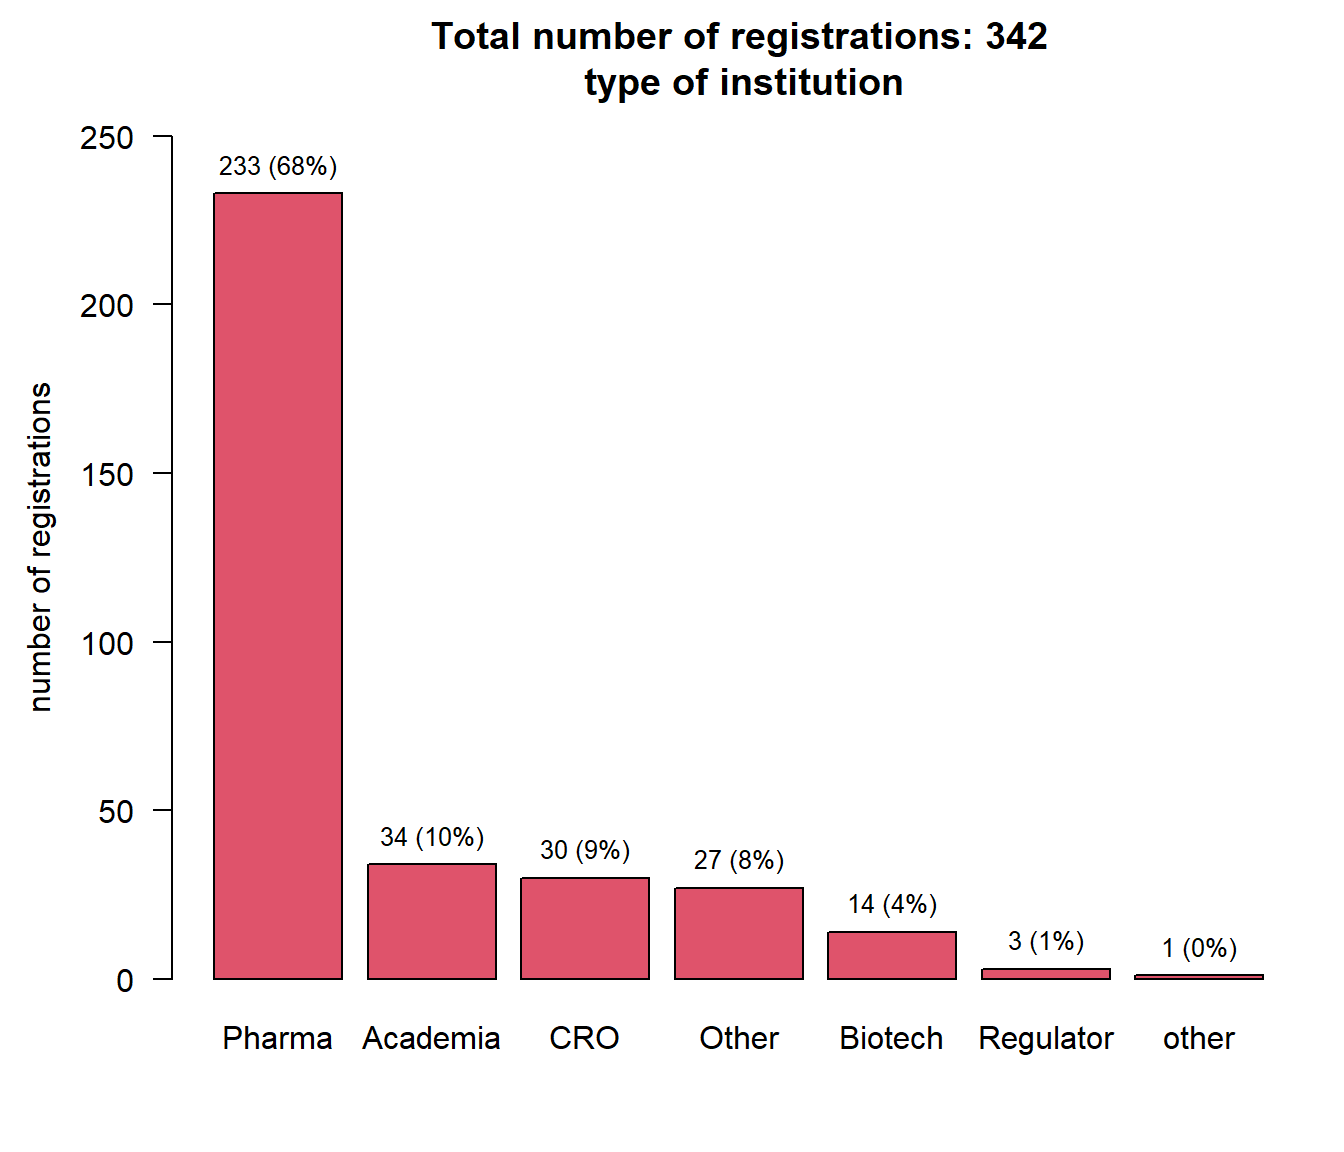 Total number of registrations: 342
type of institution
number of registrations
250
200
150
100
50
0
233 (68%)
34 (10%)
30 (9%)
27 (8%)
14 (4%)
3 (1%)
1 (0%)
Pharma
Academia
CRO
Other
Biotech
Regulator
other